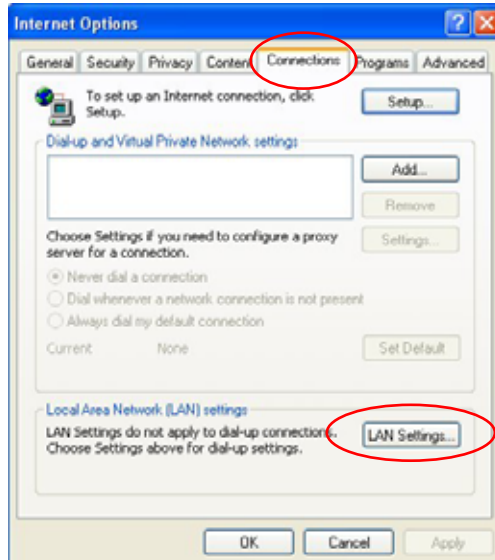 Internet Options
General Security Privacy Content Connections Programs Advanced
To set up an Internet connection, click
Setup.
Setup...
Dial-up and Virtual Private Network settings
Add...
Remove
Choose Settings if you need to configure a proxy
server for a connection.
Settings...
Never dial a connection
Dial whenever a network connection is not present
Always dial my default connection
Current None
Set Default
Local Area Network (LAN) settings
LAN Settings do not apply to dial-up connections.
Choose Settings above for dial-up settings.
LAN Settings...
OK Cancel Apply